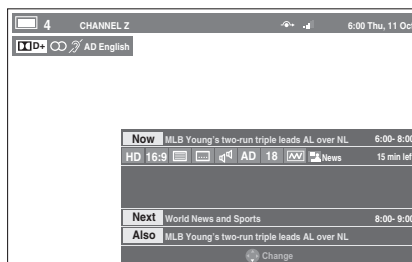 4 CHANNEL Z 6:00 Thu, 11 Oct
D+ AD English
Now MLB Young's two-run triple leads AL over NL 6:00- 8:00
HD 16:9 AD 18 News 15 min left
Next World News and Sports 8:00- 9:00
Also MLB Young's two-run triple leads AL over NL
Change